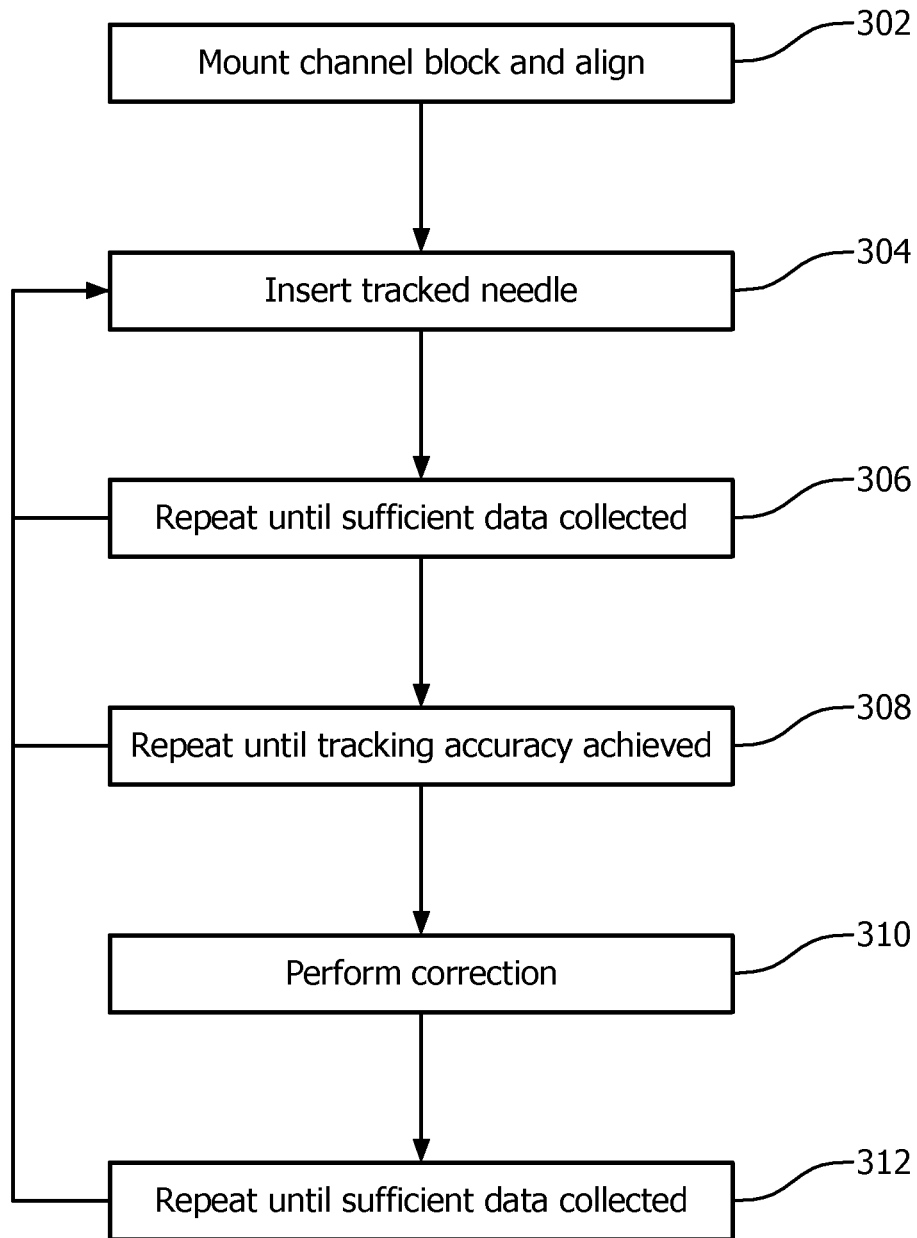 302
Mount channel block and align
304
Insert tracked needle
306
Repeat until sufficient data collected
308
Repeat until tracking accuracy achieved
310
Perform correction
312
Repeat until sufficient data collected